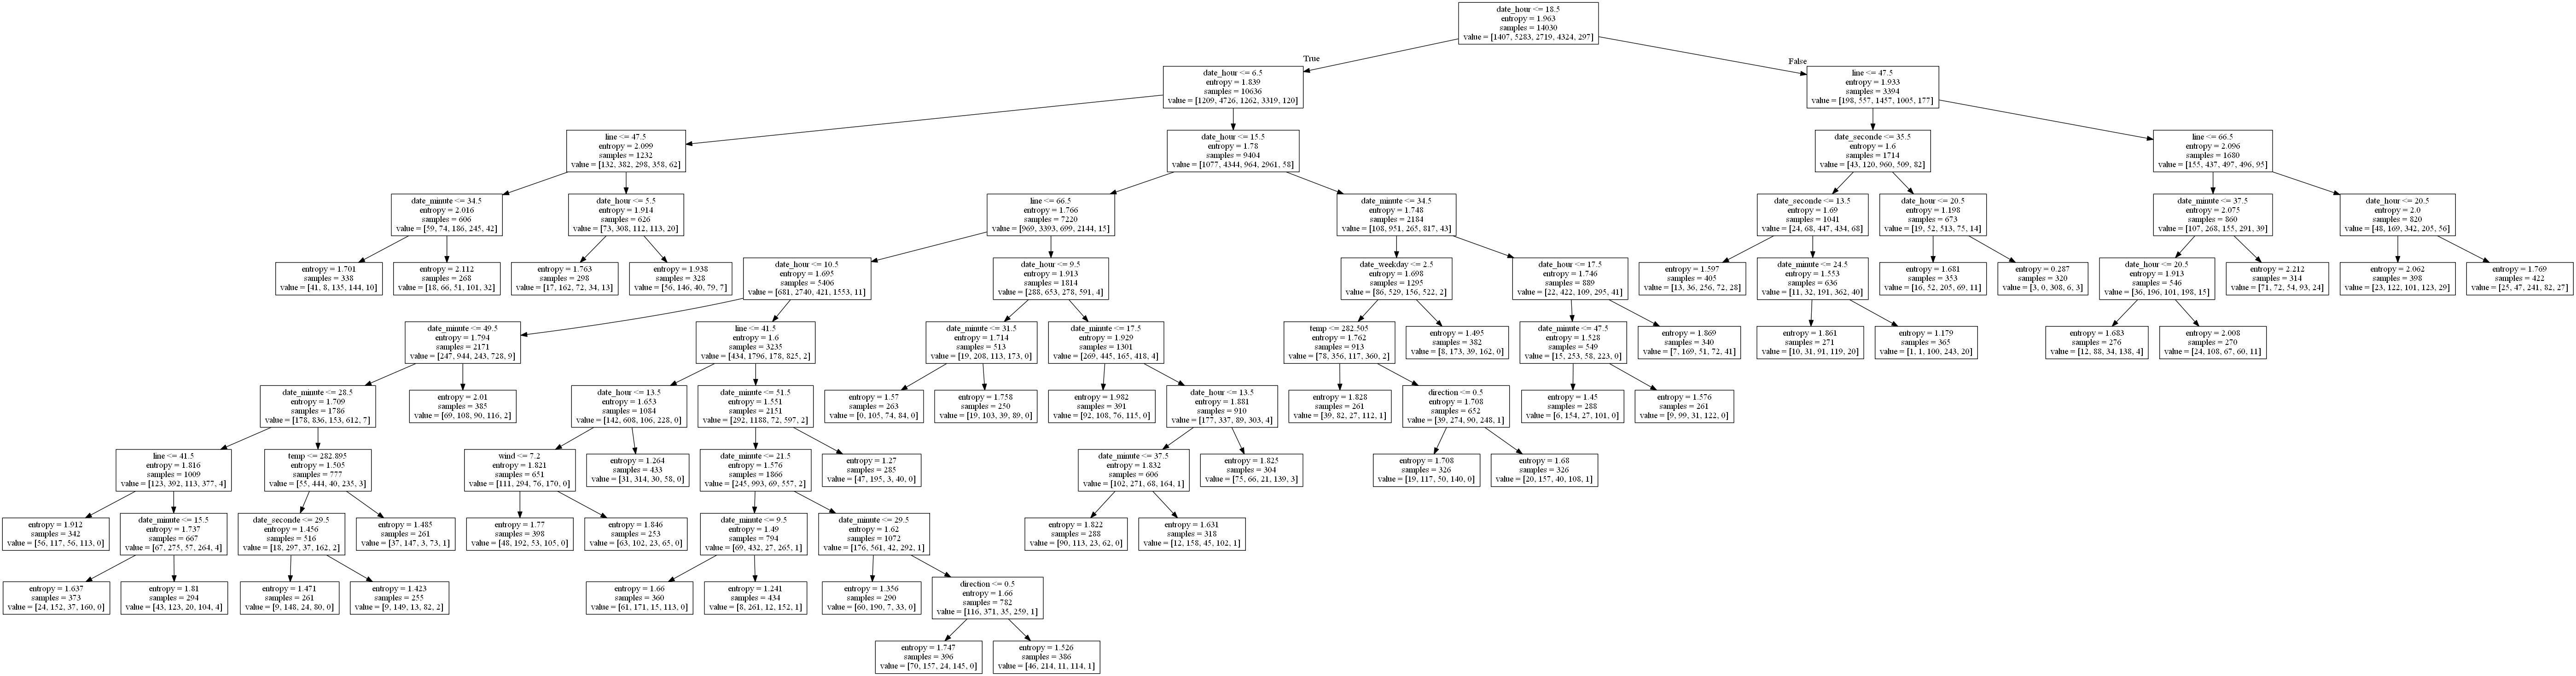 date_hour <= 18.5
entropy = 1.963
samples = 14030
value = [1407, 5283, 2719, 4324, 297]
True
False
date_hour <= 6.5
entropy = 1.839
samples = 10636
value = [1209, 4726, 1262, 3319, 120]
line <= 47.5
entropy = 1.933
samples = 3394
value = [198, 557, 1457, 1005, 177]
line <= 47.5
entropy = 2.099
samples = 1232
value = [132, 382, 298, 358, 62]
date_hour <= 15.5
entropy = 1.78
samples = 9404
value = [1077, 4344, 964, 2961, 58]
date_seconde <= 35.5
entropy = 1.6
samples = 1714
value = [43, 120, 960, 509, 82]
line <= 66.5
entropy = 2.096
samples = 1680
value = [155, 437, 497, 496, 95]
date_minute <= 34.5
entropy = 2.016
samples = 606
value = [59, 74, 186, 245, 42]
date_hour <= 5.5
entropy = 1.914
samples = 626
value = [73, 308, 112, 113, 20]
line <= 66.5
entropy = 1.766
samples = 7220
value = [969, 3393, 699, 2144, 15]
date_minute <= 34.5
entropy = 1.748
samples = 2184
value = [108, 951, 265, 817, 43]
date_seconde <= 13.5
entropy = 1.69
samples = 1041
value = [24, 68, 447, 434, 68]
date_hour <= 20.5
entropy = 1.198
samples = 673
value = [19, 52, 513, 75, 14]
date_minute <= 37.5
entropy = 2.075
samples = 860
value = [107, 268, 155, 291, 39]
date_hour <= 20.5
entropy = 2.0
samples = 820
value = [48, 169, 342, 205, 56]
entropy = 1.701
samples = 338
value = [41, 8, 135, 144, 10]
entropy = 2.112
samples = 268
value = [18, 66, 51, 101, 32]
entropy = 1.763
samples = 298
value = [17, 162, 72, 34, 13]
entropy = 1.938
samples = 328
value = [56, 146, 40, 79, 7]
date_hour <= 10.5
entropy = 1.695
samples = 5406
value = [681, 2740, 421, 1553, 11]
date_hour <= 9.5
entropy = 1.913
samples = 1814
value = [288, 653, 278, 591, 4]
date_weekday <= 2.5
entropy = 1.698
samples = 1295
value = [86, 529, 156, 522, 2]
date_hour <= 17.5
entropy = 1.746
samples = 889
value = [22, 422, 109, 295, 41]
entropy = 1.597
samples = 405
value = [13, 36, 256, 72, 28]
date_minute <= 24.5
entropy = 1.553
samples = 636
value = [11, 32, 191, 362, 40]
entropy = 1.681
samples = 353
value = [16, 52, 205, 69, 11]
entropy = 0.287
samples = 320
value = [3, 0, 308, 6, 3]
date_hour <= 20.5
entropy = 1.913
samples = 546
value = [36, 196, 101, 198, 15]
entropy = 2.212
samples = 314
value = [71, 72, 54, 93, 24]
entropy = 2.062
samples = 398
value = [23, 122, 101, 123, 29]
entropy = 1.769
samples = 422
value = [25, 47, 241, 82, 27]
date_minute <= 49.5
entropy = 1.794
samples = 2171
value = [247, 944, 243, 728, 9]
line <= 41.5
entropy = 1.6
samples = 3235
value = [434, 1796, 178, 825, 2]
date_minute <= 31.5
entropy = 1.714
samples = 513
value = [19, 208, 113, 173, 0]
date_minute <= 17.5
entropy = 1.929
samples = 1301
value = [269, 445, 165, 418, 4]
temp <= 282.505
entropy = 1.762
samples = 913
value = [78, 356, 117, 360, 2]
entropy = 1.495
samples = 382
value = [8, 173, 39, 162, 0]
date_minute <= 47.5
entropy = 1.528
samples = 549
value = [15, 253, 58, 223, 0]
entropy = 1.869
samples = 340
value = [7, 169, 51, 72, 41]
entropy = 1.861
samples = 271
value = [10, 31, 91, 119, 20]
entropy = 1.179
samples = 365
value = [1, 1, 100, 243, 20]
entropy = 1.683
samples = 276
value = [12, 88, 34, 138, 4]
entropy = 2.008
samples = 270
value = [24, 108, 67, 60, 11]
date_minute <= 28.5
entropy = 1.709
samples = 1786
value = [178, 836, 153, 612, 7]
entropy = 2.01
samples = 385
value = [69, 108, 90, 116, 2]
date_hour <= 13.5
entropy = 1.653
samples = 1084
value = [142, 608, 106, 228, 0]
date_minute <= 51.5
entropy = 1.551
samples = 2151
value = [292, 1188, 72, 597, 2]
entropy = 1.57
samples = 263
value = [0, 105, 74, 84, 0]
entropy = 1.758
samples = 250
value = [19, 103, 39, 89, 0]
entropy = 1.982
samples = 391
value = [92, 108, 76, 115, 0]
date_hour <= 13.5
entropy = 1.881
samples = 910
value = [177, 337, 89, 303, 4]
entropy = 1.828
samples = 261
value = [39, 82, 27, 112, 1]
direction <= 0.5
entropy = 1.708
samples = 652
value = [39, 274, 90, 248, 1]
entropy = 1.45
samples = 288
value = [6, 154, 27, 101, 0]
entropy = 1.576
samples = 261
value = [9, 99, 31, 122, 0]
line <= 41.5
entropy = 1.816
samples = 1009
value = [123, 392, 113, 377, 4]
temp <= 282.895
entropy = 1.505
samples = 777
value = [55, 444, 40, 235, 3]
wind <= 7.2
entropy = 1.821
samples = 651
value = [111, 294, 76, 170, 0]
entropy = 1.264
samples = 433
value = [31, 314, 30, 58, 0]
date_minute <= 21.5
entropy = 1.576
samples = 1866
value = [245, 993, 69, 557, 2]
entropy = 1.27
samples = 285
value = [47, 195, 3, 40, 0]
date_minute <= 37.5
entropy = 1.832
samples = 606
value = [102, 271, 68, 164, 1]
entropy = 1.825
samples = 304
value = [75, 66, 21, 139, 3]
entropy = 1.708
samples = 326
value = [19, 117, 50, 140, 0]
entropy = 1.68
samples = 326
value = [20, 157, 40, 108, 1]
entropy = 1.912
samples = 342
value = [56, 117, 56, 113, 0]
date_minute <= 15.5
entropy = 1.737
samples = 667
value = [67, 275, 57, 264, 4]
date_seconde <= 29.5
entropy = 1.456
samples = 516
value = [18, 297, 37, 162, 2]
entropy = 1.485
samples = 261
value = [37, 147, 3, 73, 1]
entropy = 1.77
samples = 398
value = [48, 192, 53, 105, 0]
entropy = 1.846
samples = 253
value = [63, 102, 23, 65, 0]
date_minute <= 9.5
entropy = 1.49
samples = 794
value = [69, 432, 27, 265, 1]
date_minute <= 29.5
entropy = 1.62
samples = 1072
value = [176, 561, 42, 292, 1]
entropy = 1.822
samples = 288
value = [90, 113, 23, 62, 0]
entropy = 1.631
samples = 318
value = [12, 158, 45, 102, 1]
entropy = 1.637
samples = 373
value = [24, 152, 37, 160, 0]
entropy = 1.81
samples = 294
value = [43, 123, 20, 104, 4]
entropy = 1.471
samples = 261
value = [9, 148, 24, 80, 0]
entropy = 1.423
samples = 255
value = [9, 149, 13, 82, 2]
entropy = 1.66
samples = 360
value = [61, 171, 15, 113, 0]
entropy = 1.241
samples = 434
value = [8, 261, 12, 152, 1]
entropy = 1.356
samples = 290
value = [60, 190, 7, 33, 0]
direction <= 0.5
entropy = 1.66
samples = 782
value = [116, 371, 35, 259, 1]
entropy = 1.747
samples = 396
value = [70, 157, 24, 145, 0]
entropy = 1.526
samples = 386
value = [46, 214, 11, 114, 1]